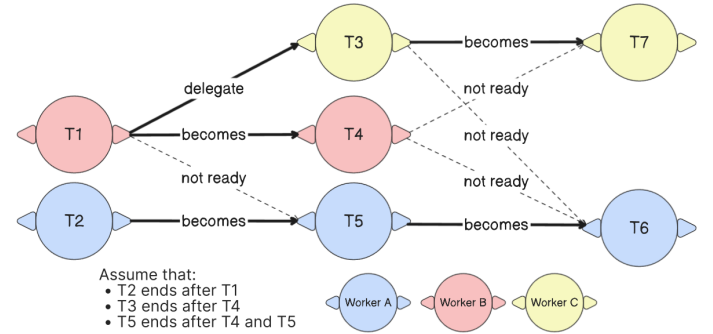 T3
becomes
T7
delegate
not ready
T1
becomes
T4
not ready
not ready
not ready
T2
becomes
T5
becomes
T6
Assume that:
• T2 ends after T1
• T3 ends after T4
• T5 ends after T4 and T5
Worker A
Worker B
Worker C